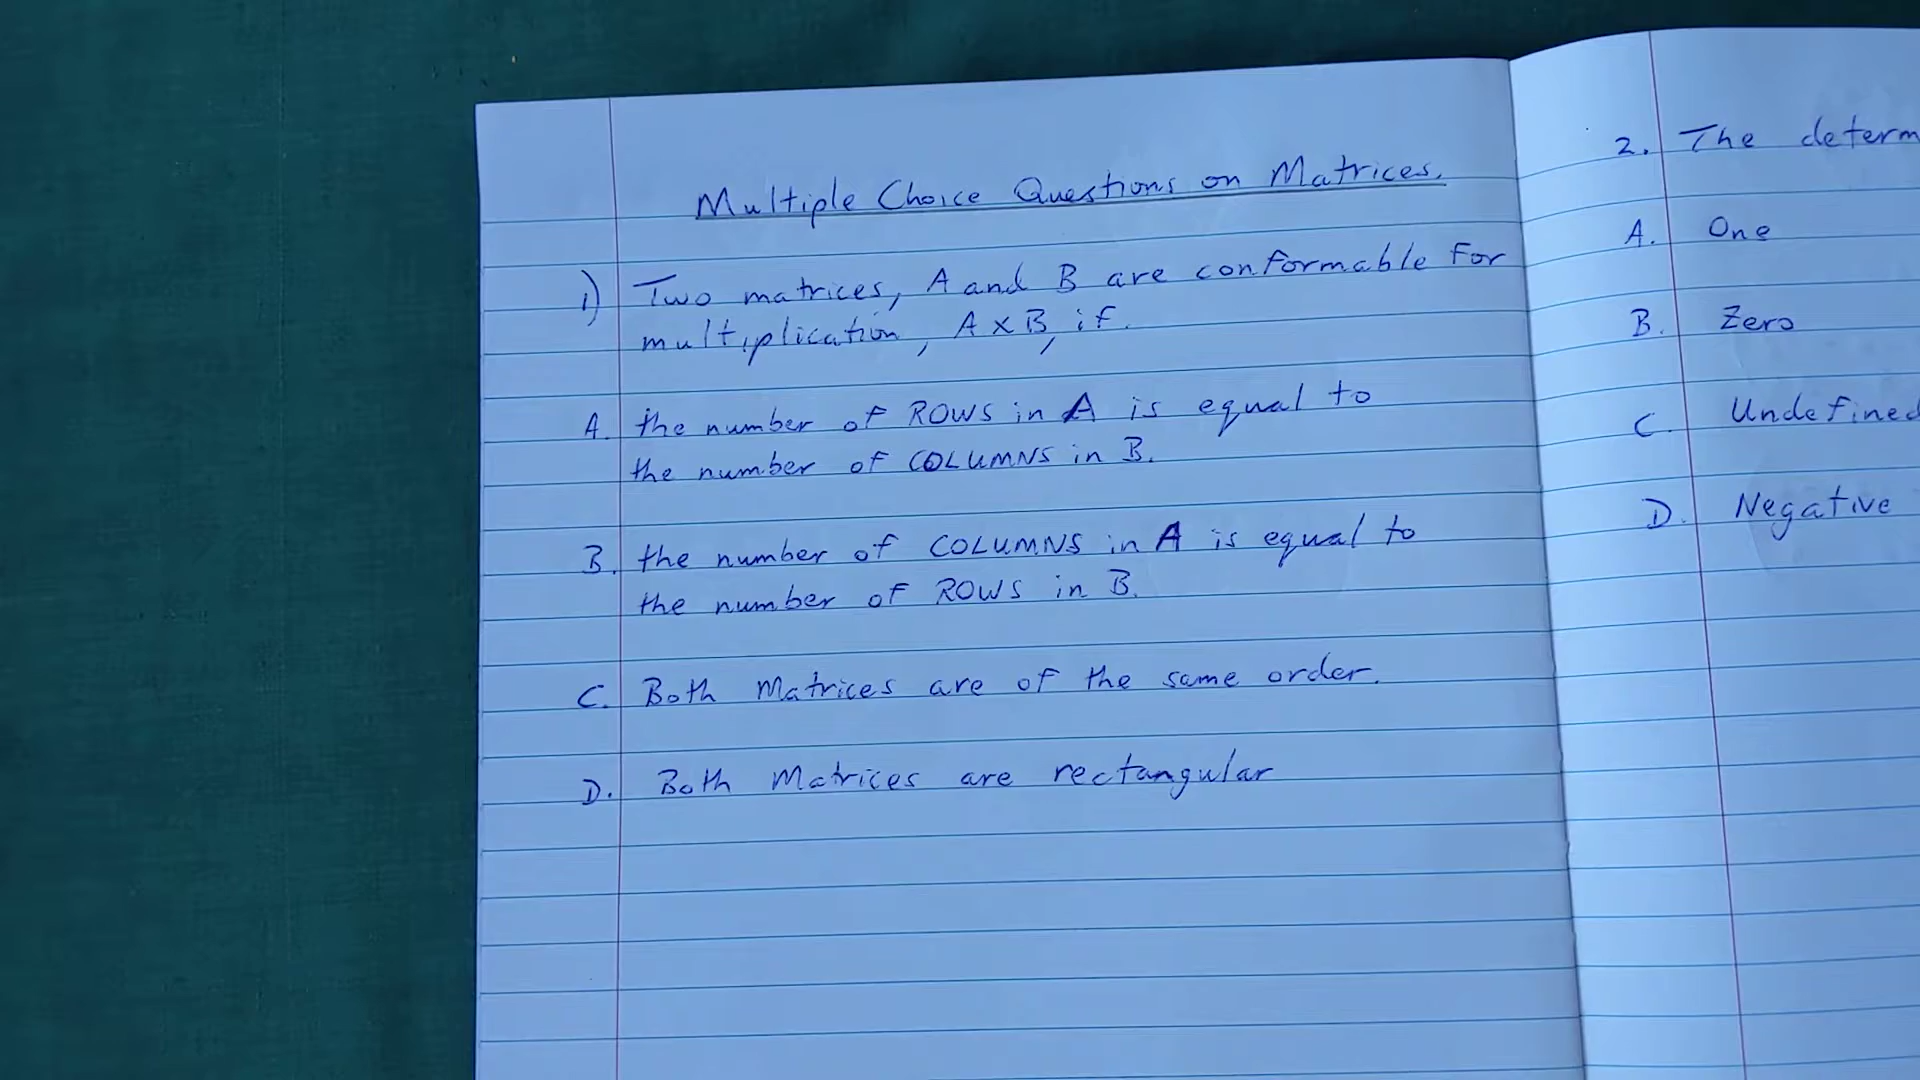 Multiple Choice Questions on Matrices.
1) Two matrices, A and B are conformable for
multiplication, A x B, if.
A. the number of ROWS in A is equal to
the number of COLUMNS in B.
B. the number of COLUMNS in A is equal to
the number of ROWS in B.
C. Both Matrices are of the same order.
D. Both Matrices are rectangular
2. The determ
A. One
B. Zero
C. Undefined
D. Negative